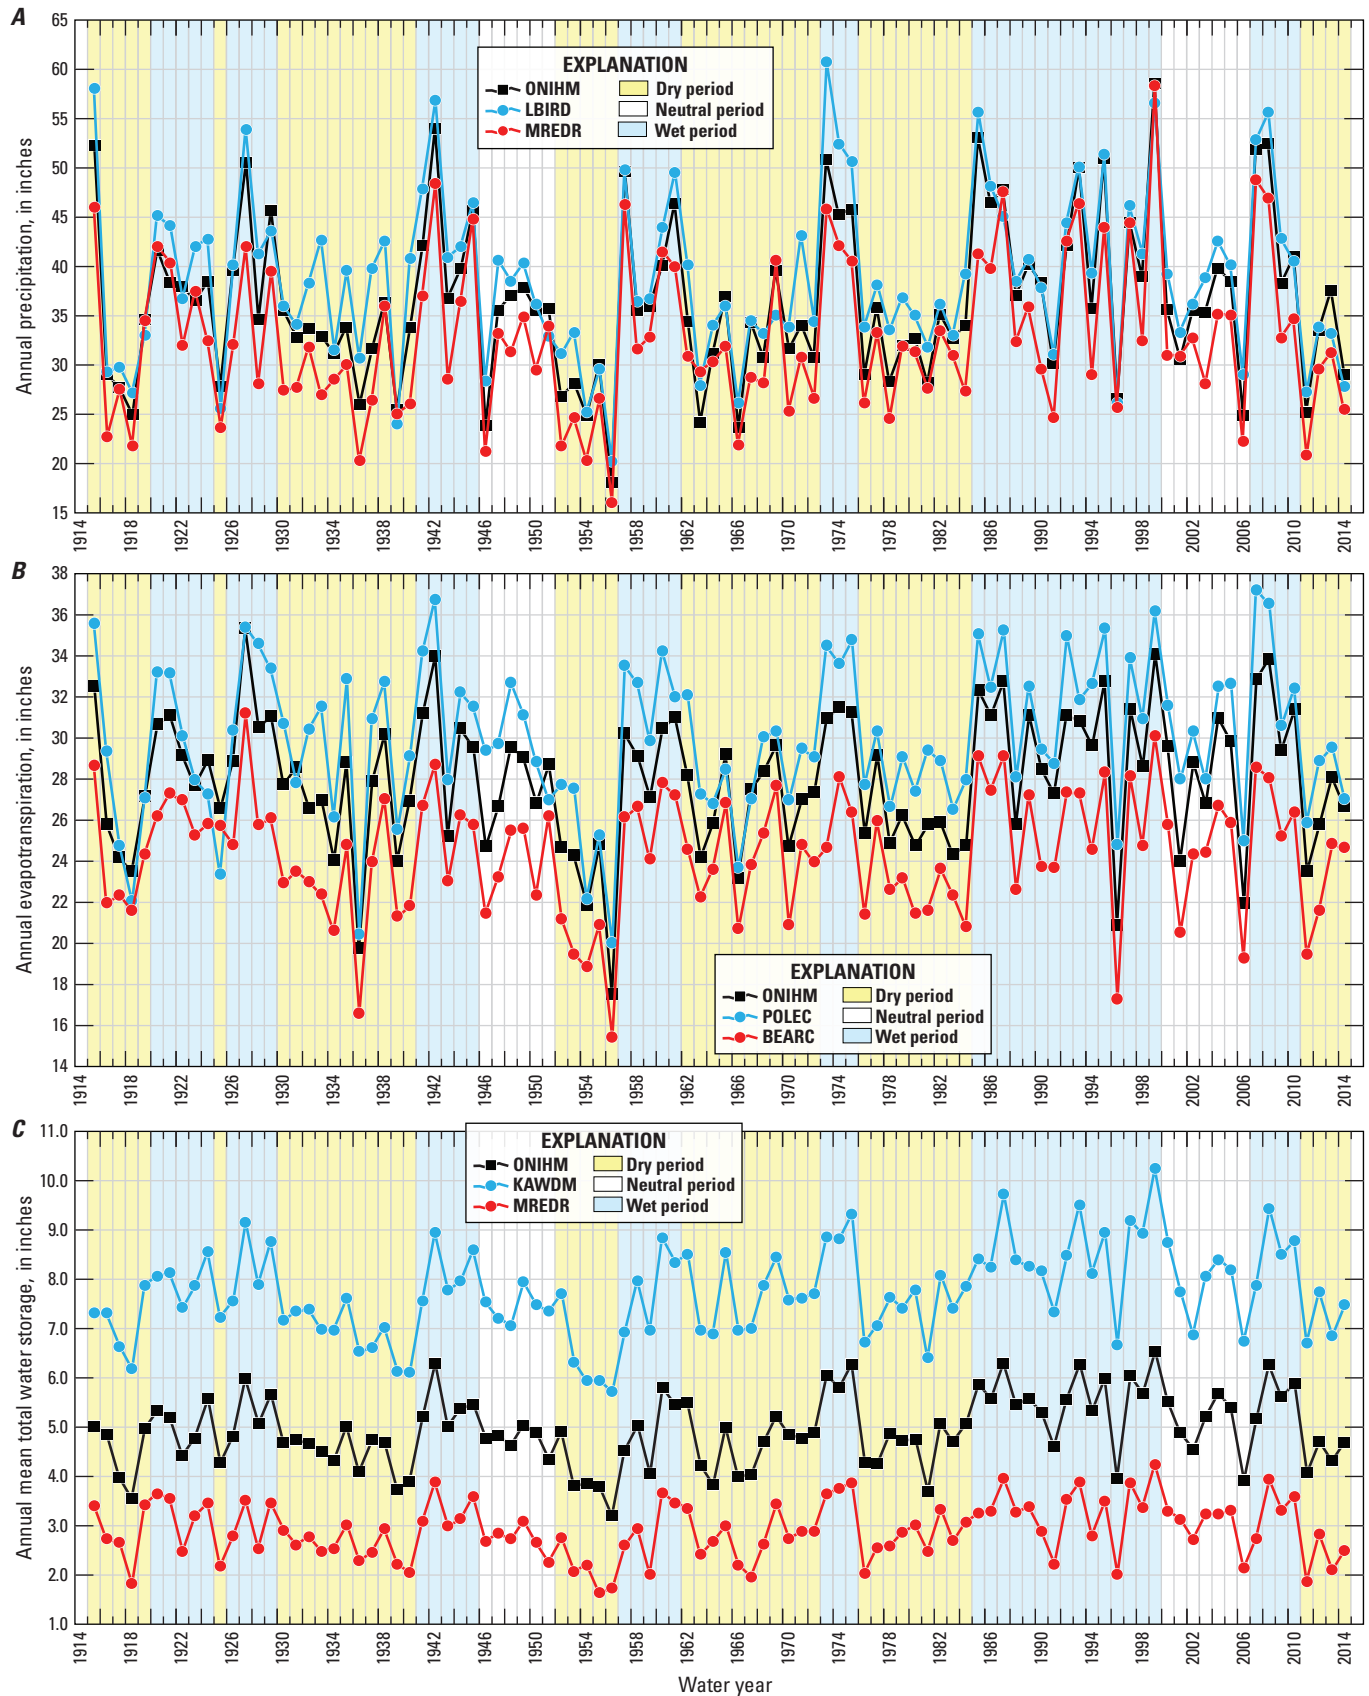 A
Annual precipitation, in inches
65
60
55
50
45
40
35
30
25
20
15
EXPLANATION
ONIHM Dry period
LBIRD Neutral period
MREDR Wet period
1914 1918 1922 1926 1930 1934 1938 1942 1946 1950 1954 1958 1962 1966 1970 1974 1978 1982 1986 1990 1994 1998 2002 2006 2010 2014
B
Annual evapotranspiration, in inches
38
36
34
32
30
28
26
24
22
20
18
16
14
EXPLANATION
ONIHM Dry period
POLEC Neutral period
BEARC Wet period
1914 1918 1922 1926 1930 1934 1938 1942 1946 1950 1954 1958 1962 1966 1970 1974 1978 1982 1986 1990 1994 1998 2002 2006 2010 2014
C
Annual mean total water storage, in inches
11.0
10.0
9.0
8.0
7.0
6.0
5.0
4.0
3.0
2.0
1.0
EXPLANATION
ONIHM Dry period
KAWDM Neutral period
MREDR Wet period
1914 1918 1922 1926 1930 1934 1938 1942 1946 1950 1954 1958 1962 1966 1970 1974 1978 1982 1986 1990 1994 1998 2002 2006 2010 2014
Water year